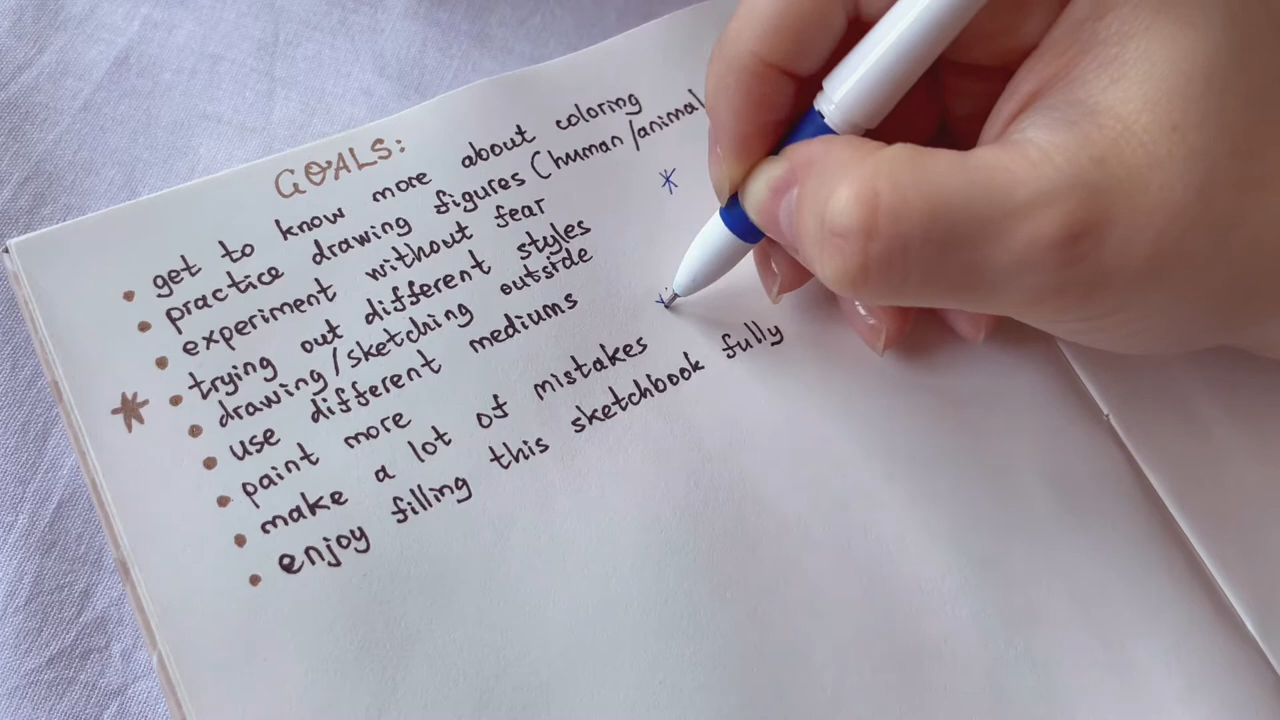 GOALS:
• get to know more about coloring
• practice drawing figures (human/animal
• experiment without fear
• trying out different styles
• drawing/sketching outside
• use different mediums
• paint more
• make a lot of mistakes
• enjoy filling this sketchbook fully